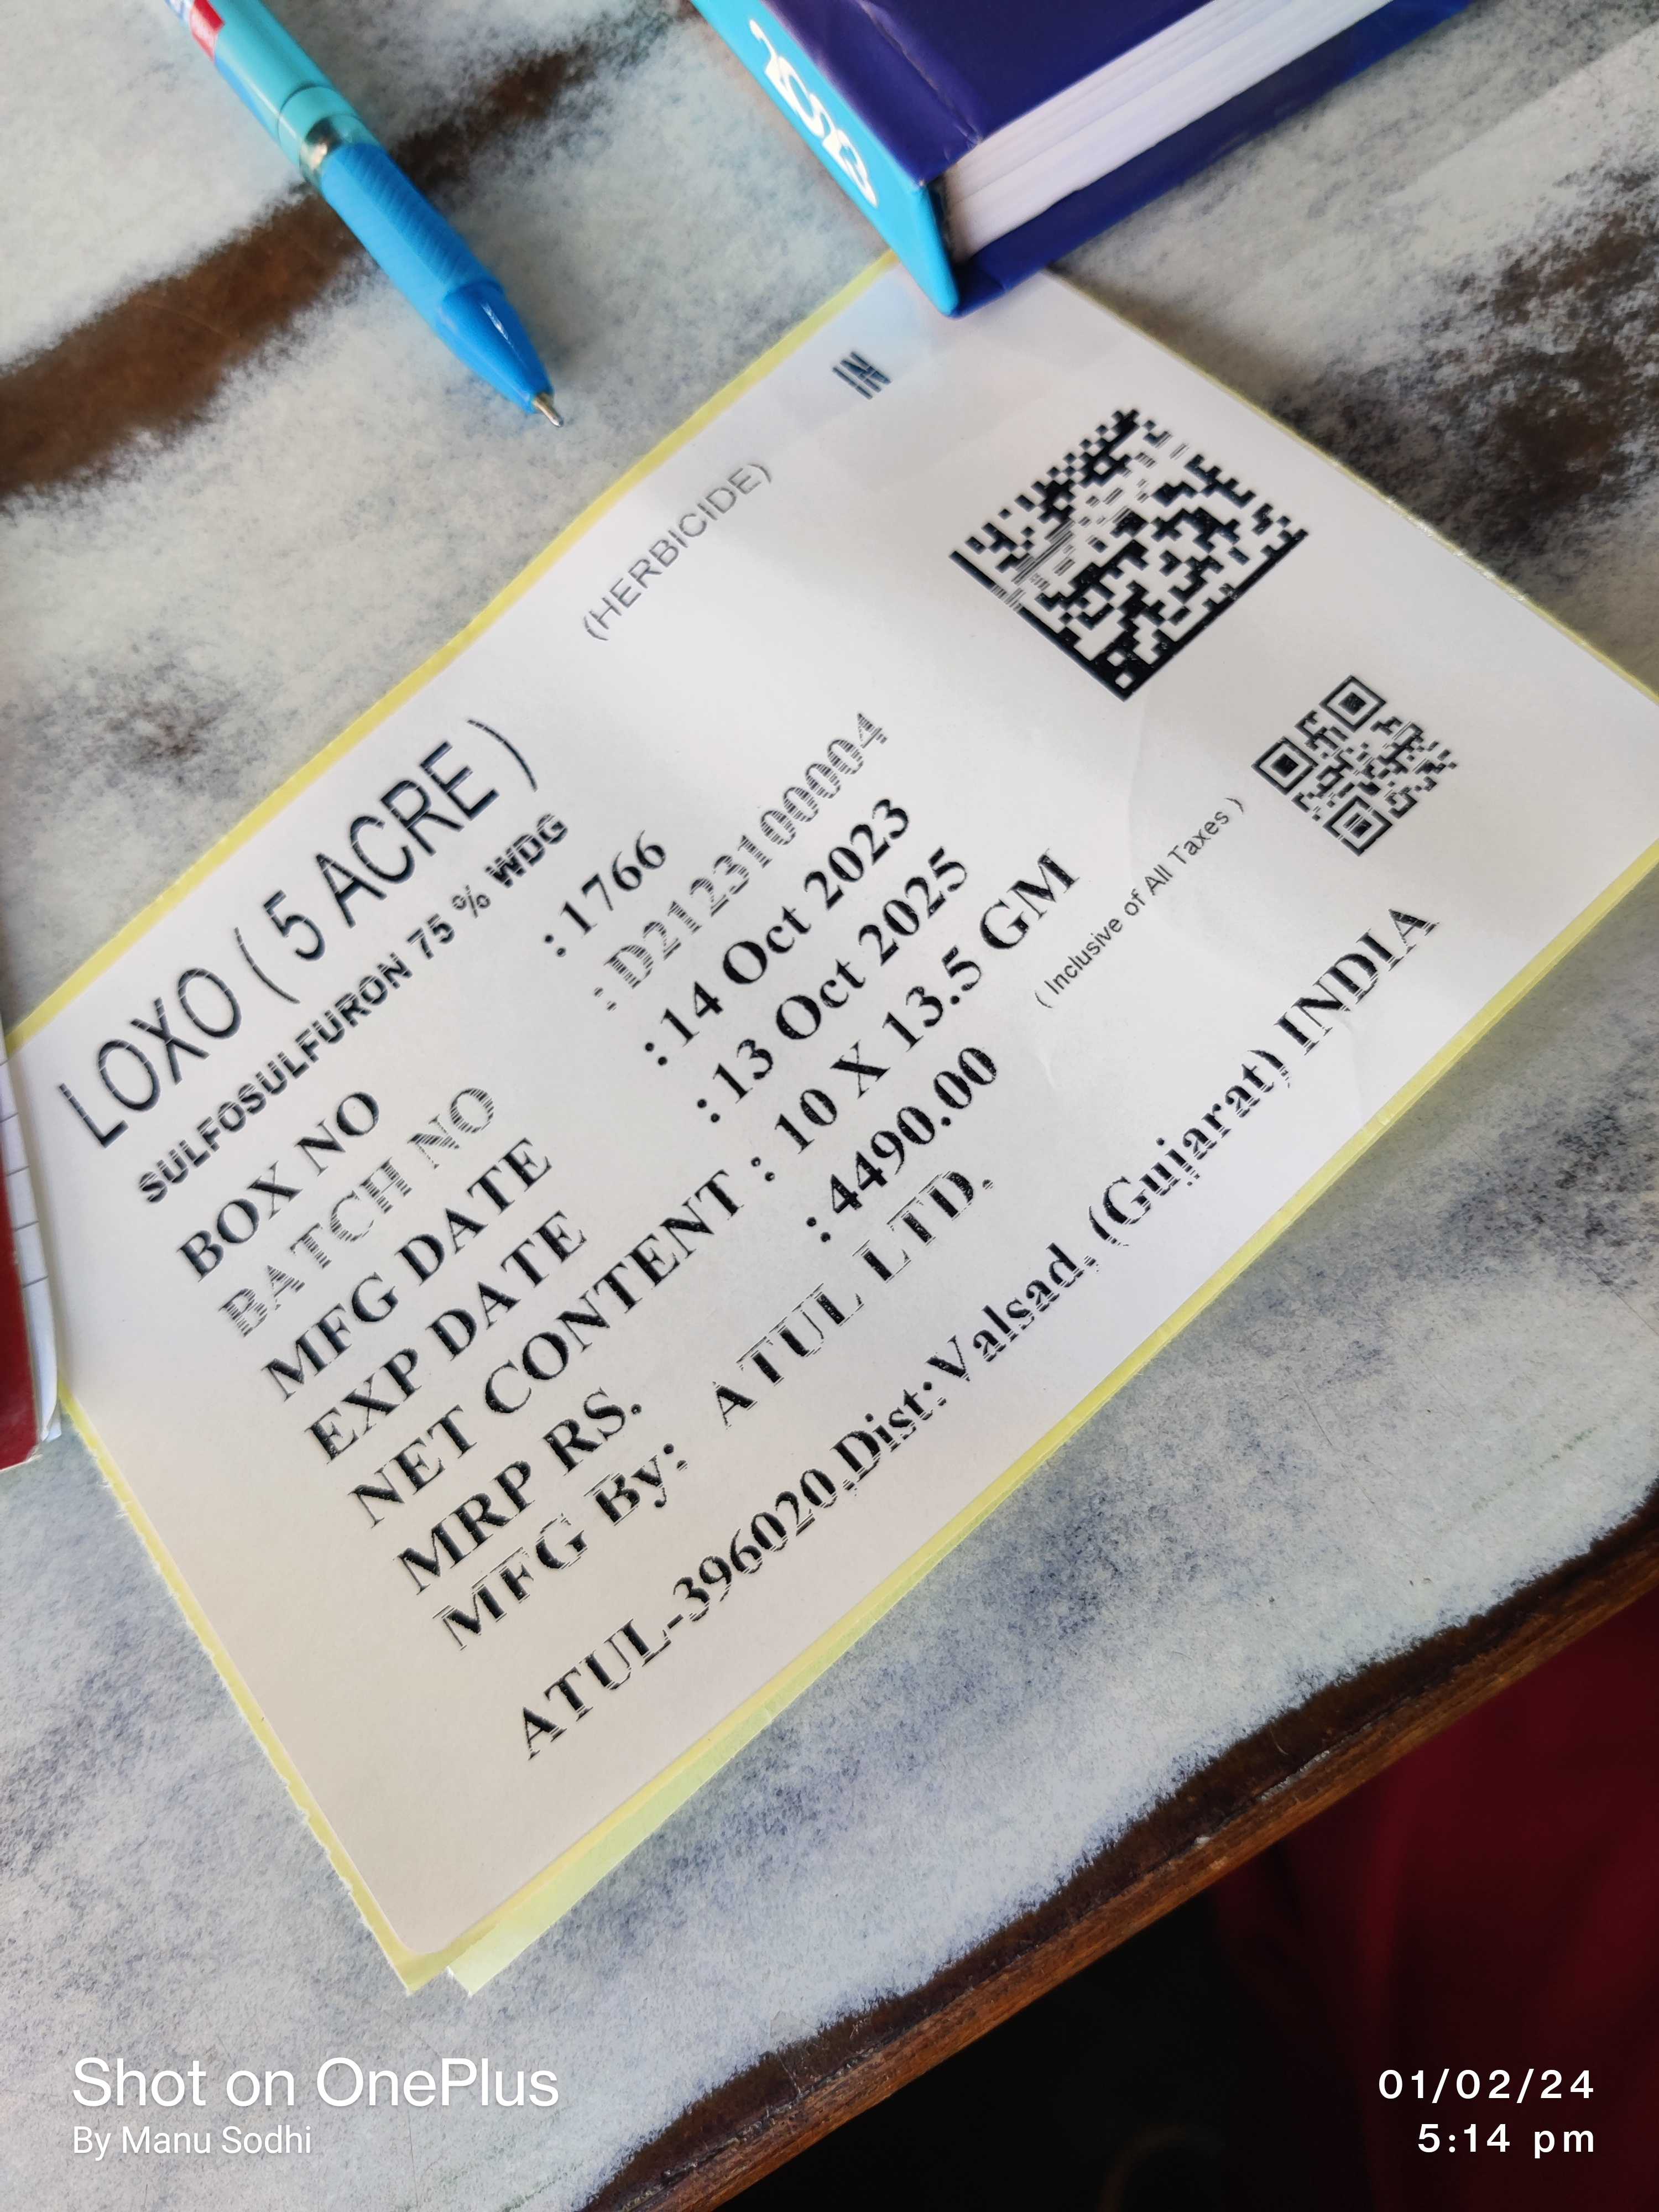 2023
IN
LOXO ( 5 ACRE )
(HERBICIDE)
SULFOSULFURON 75 % WDG
BOX NO : 1766
BATCH NO : D2123100004
MFG DATE : 14 Oct 2023
EXP DATE : 13 Oct 2025
NET CONTENT : 10 X 13.5 GM
MRP RS. : 4490.00 ( Inclusive of All Taxes )
MFG By: ATUL LTD.
ATUL-396020,Dist:Valsad, (Gujarat) INDIA
Shot on OnePlus
By Manu Sodhi
01/02/24
5:14 pm